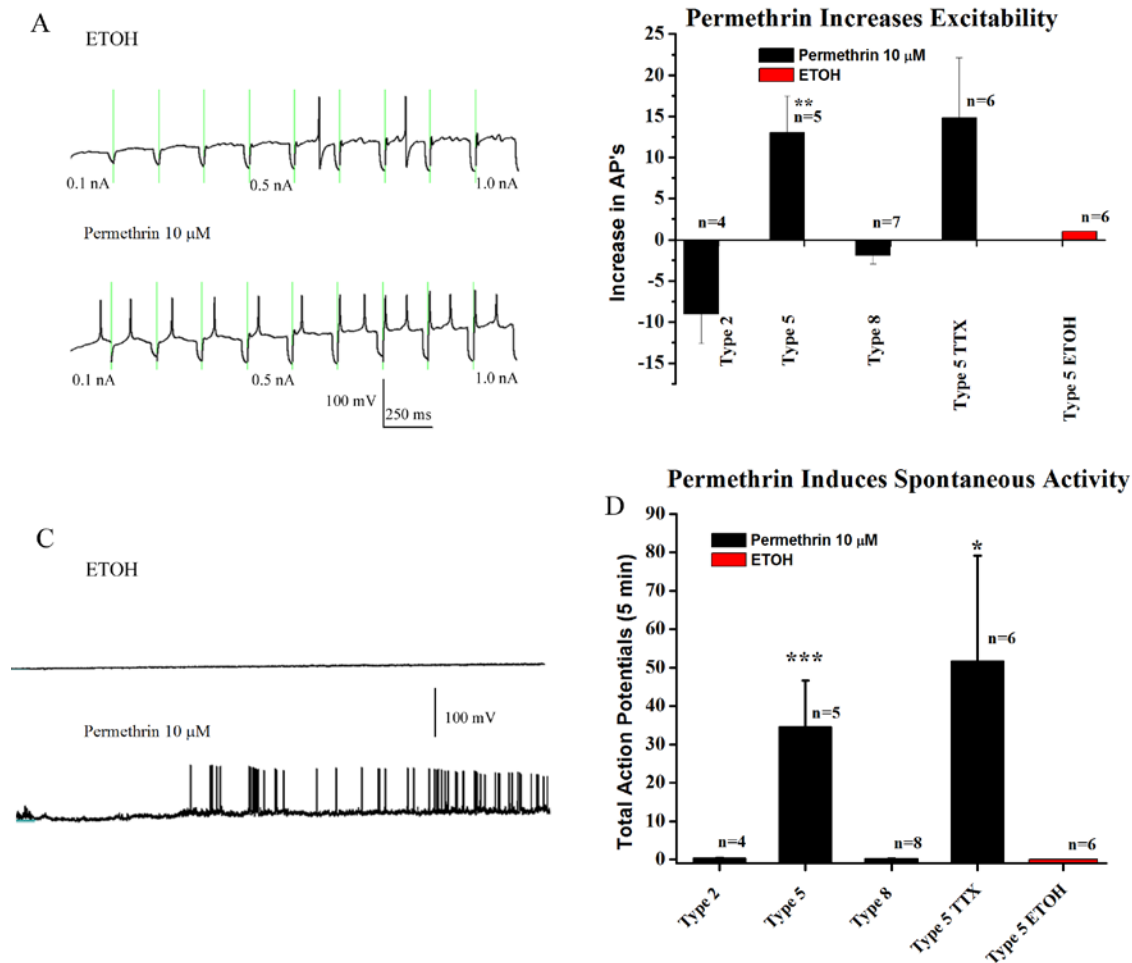 A
ETOH
0.1 nA
0.5 nA
1.0 nA
Permethrin 10 μM
0.1 nA
0.5 nA
1.0 nA
100 mV
250 ms
Permethrin Increases Excitability
Increase in AP's
25
20
15
10
5
0
-5
-10
-15
Permethrin 10 μM
ETOH
n=4
**
n=5
n=7
n=6
n=6
Type 2
Type 5
Type 8
Type 5 TTX
Type 5 ETOH
C
ETOH
100 mV
Permethrin 10 μM
Permethrin Induces Spontaneous Activity
D
Total Action Potentials (5 min)
90
80
70
60
50
40
30
20
10
0
Permethrin 10 μM
ETOH
n=4
***
n=5
n=8
*
n=6
n=6
Type 2
Type 5
Type 8
Type 5 TTX
Type 5 ETOH